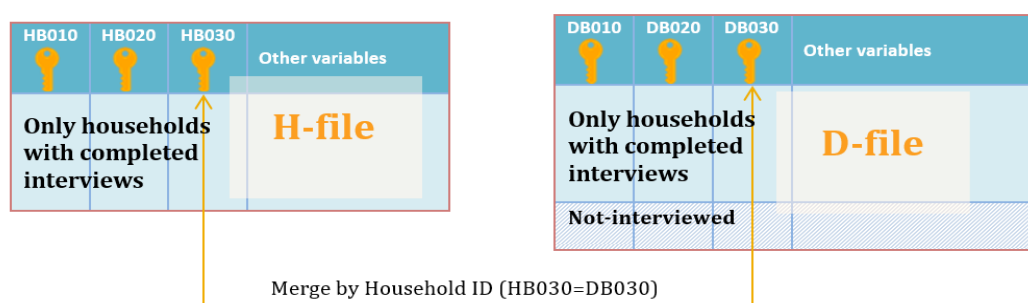 HB010 HB020 HB030 Other variables
Only households
with completed
interviews
H-file
DB010 DB020 DB030 Other variables
Only households
with completed
interviews
D-file
Not-interviewed
Merge by Household ID (HB030=DB030)